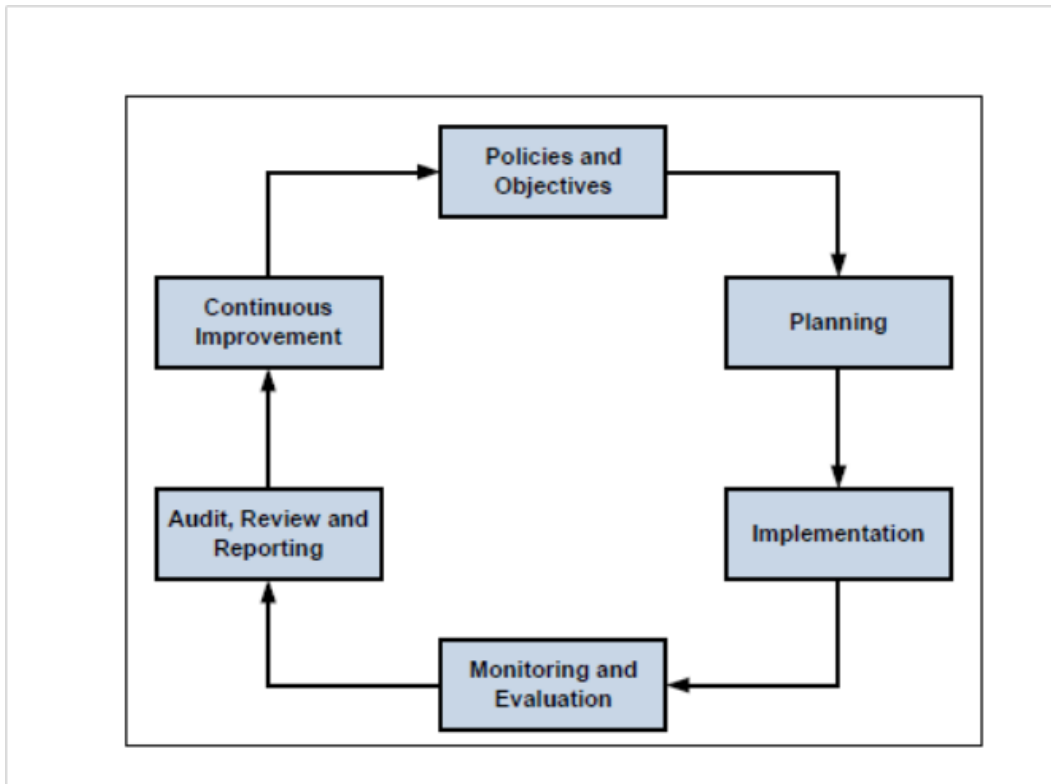 Policies and
Objectives
Continuous
Improvement
Planning
Audit, Review and
Reporting
Implementation
Monitoring and
Evaluation